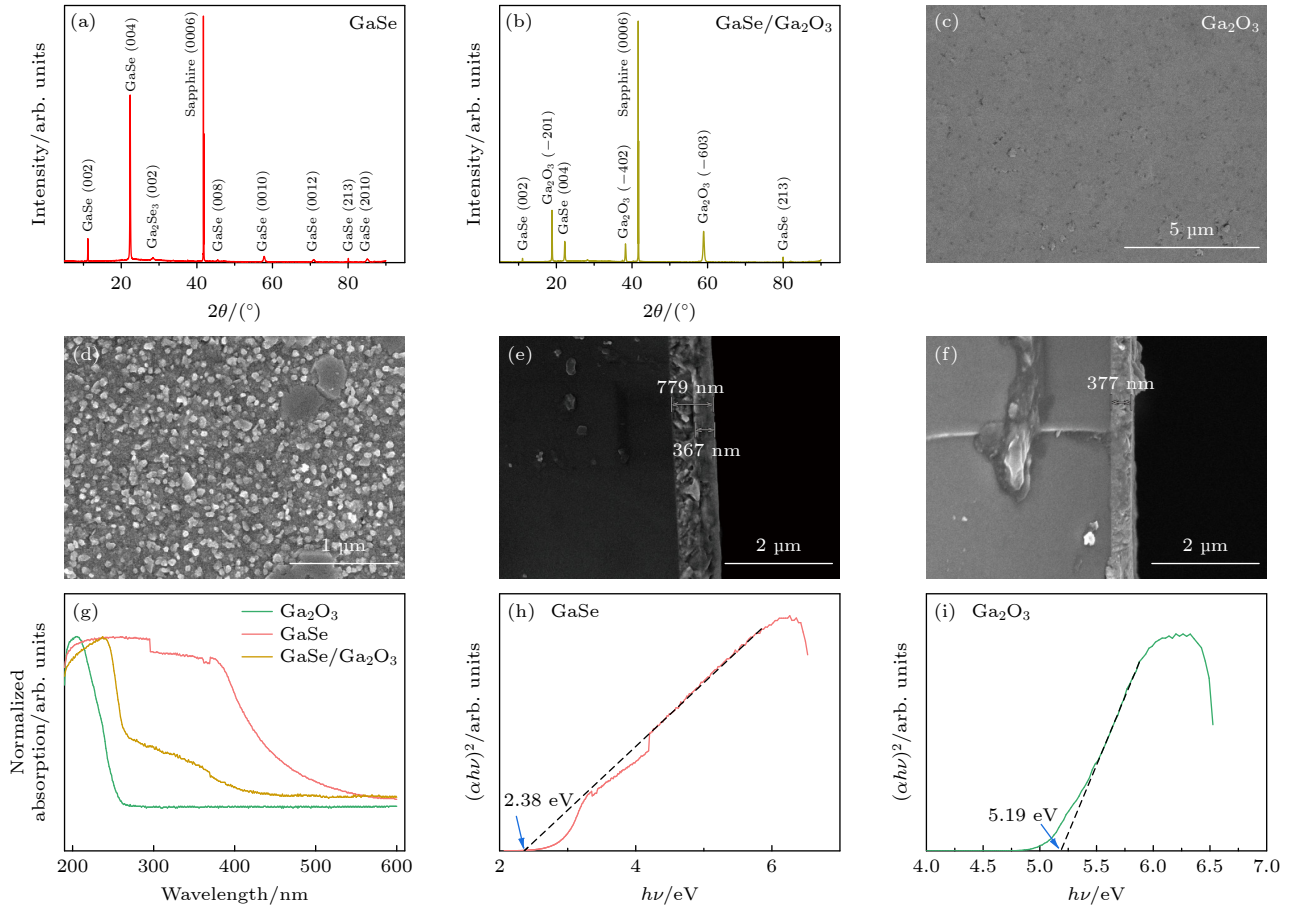 (a) GaSe
Intensity/arb. units
GaSe (002)
GaSe (004)
Ga₂Se₃ (002)
Sapphire (0006)
GaSe (008)
GaSe (0010)
GaSe (0012)
GaSe (213)
GaSe (2010)
20 40 60 80
2θ/(°)
(b) GaSe/Ga₂O₃
Intensity/arb. units
GaSe (002)
Ga₂O₃ (−201)
GaSe (004)
Ga₂O₃ (−402)
Sapphire (0006)
Ga₂O₃ (−603)
GaSe (213)
20 40 60 80
2θ/(°)
(c) Ga₂O₃
5 μm
(d)
1 μm
(e)
779 nm
367 nm
2 μm
(f)
377 nm
2 μm
(g)
Ga₂O₃
GaSe
GaSe/Ga₂O₃
Normalized
absorption/arb. units
200 300 400 500 600
Wavelength/nm
(h) GaSe
(αhν)²/arb. units
2.38 eV
2 4 6
hν/eV
(i) Ga₂O₃
(αhν)²/arb. units
5.19 eV
4.0 4.5 5.0 5.5 6.0 6.5 7.0
hν/eV